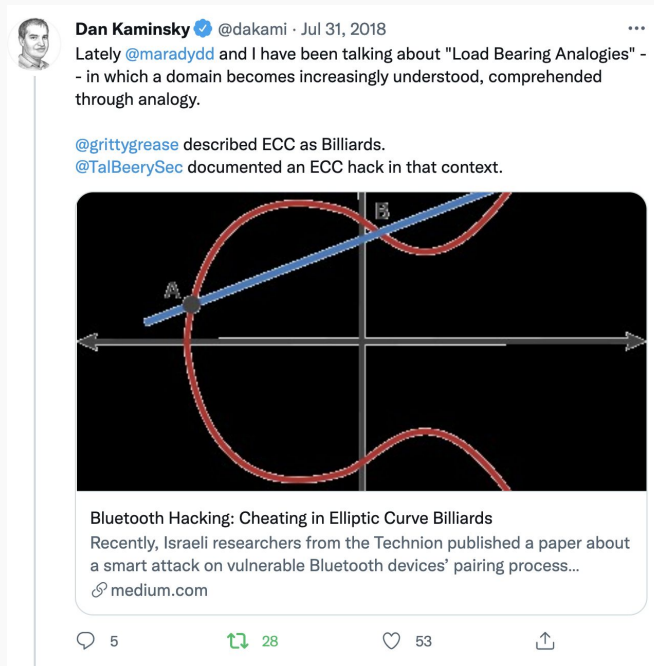 Dan Kaminsky @dakami · Jul 31, 2018
Lately @maradydd and I have been talking about "Load Bearing Analogies" -
- in which a domain becomes increasingly understood, comprehended
through analogy.
@grittygrease described ECC as Billiards.
@TalBeerySec documented an ECC hack in that context.
B
A
Bluetooth Hacking: Cheating in Elliptic Curve Billiards
Recently, Israeli researchers from the Technion published a paper about
a smart attack on vulnerable Bluetooth devices’ pairing process...
medium.com
5 28 53